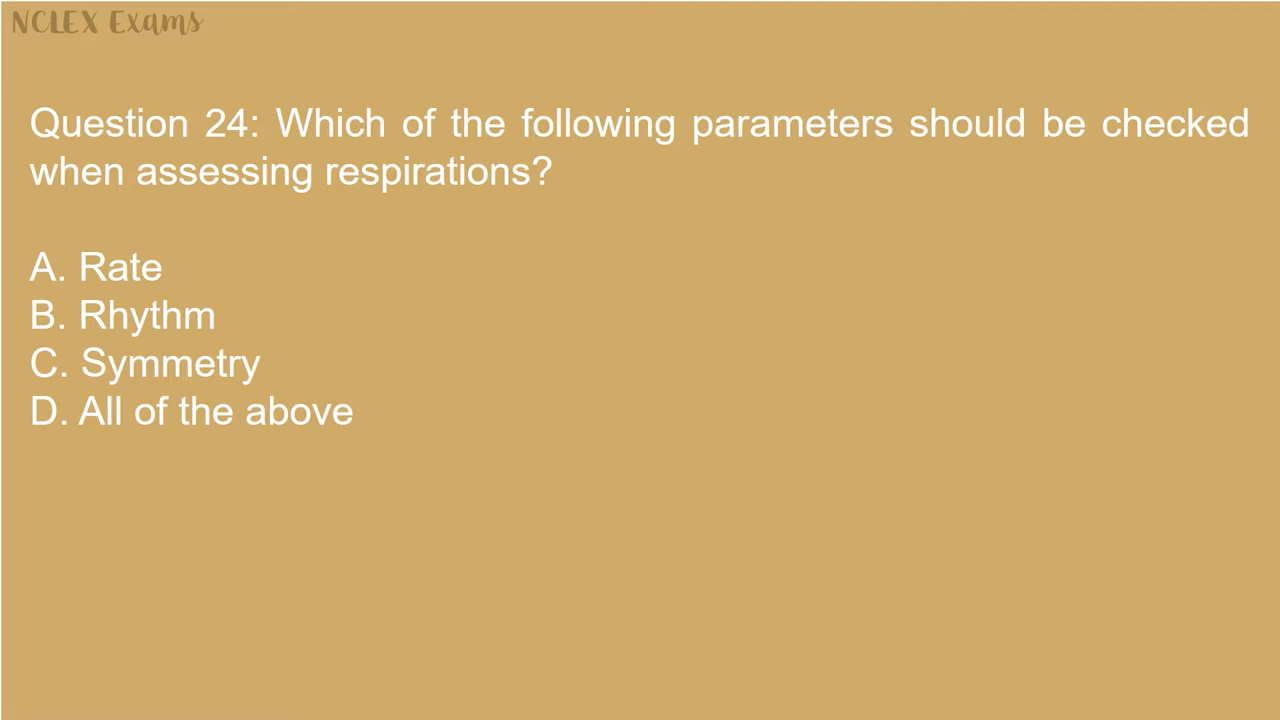 NCLEX Exams
Question 24: Which of the following parameters should be checked
when assessing respirations?
A. Rate
B. Rhythm
C. Symmetry
D. All of the above